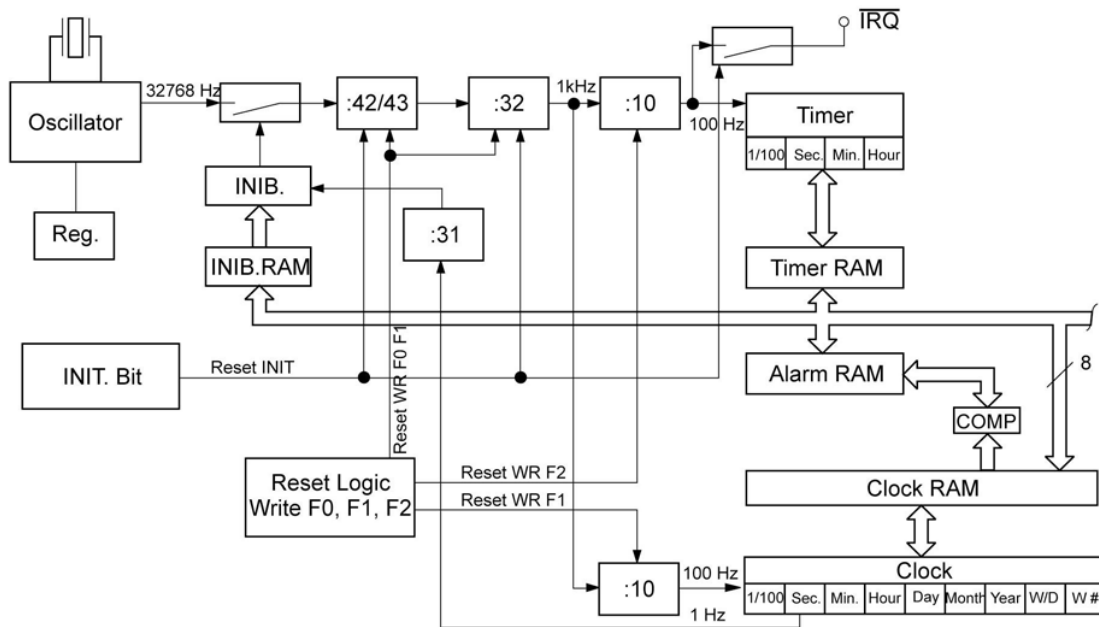 IRQ
32768 Hz
Oscillator
:42/43
:32
1kHz
:10
100 Hz
Timer
1/100 Sec. Min. Hour
INIB.
Reg.
:31
INIB.RAM
Timer RAM
INIT. Bit
Reset INIT
Reset WR F0 F1
Alarm RAM
8
COMP
Reset Logic
Write F0, F1, F2
Reset WR F2
Reset WR F1
Clock RAM
:10
100 Hz
1 Hz
Clock
1/100 Sec. Min. Hour Day Month Year W/D W #